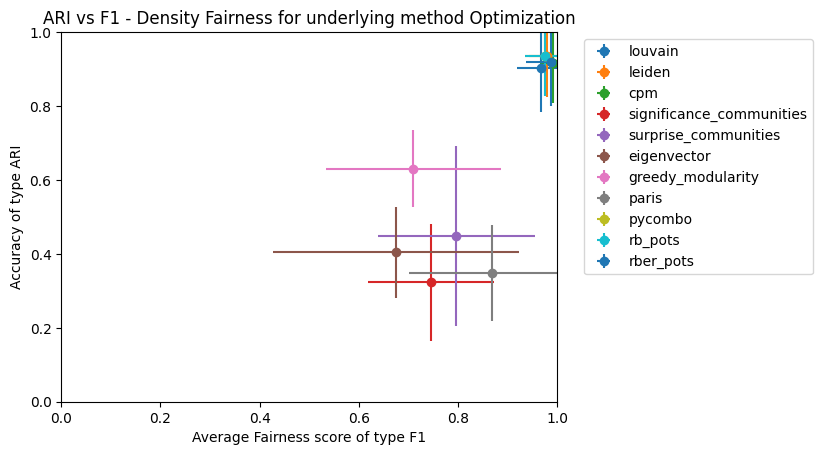 ARI vs F1 - Density Fairness for underlying method Optimization
1.0
0.8
0.6
0.4
0.2
0.0
Accuracy of type ARI
0.0 0.2 0.4 0.6 0.8 1.0
Average Fairness score of type F1
louvain
leiden
cpm
significance_communities
surprise_communities
eigenvector
greedy_modularity
paris
pycombo
rb_pots
rber_pots